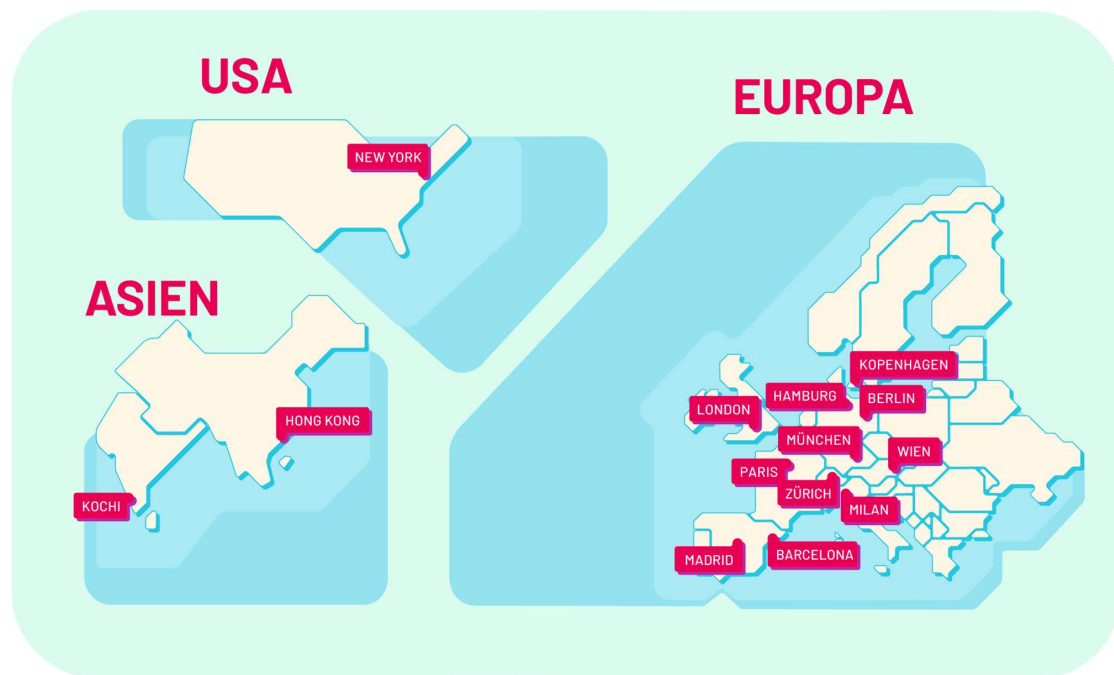 USA
NEW YORK
ASIEN
HONG KONG
KOCHI
EUROPA
KOPENHAGEN
HAMBURG
BERLIN
LONDON
MÜNCHEN
WIEN
PARIS
ZÜRICH
MILAN
MADRID
BARCELONA